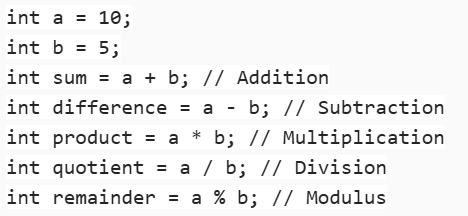 int a = 10;
int b = 5;
int sum = a + b; // Addition
int difference = a - b; // Subtraction
int product = a * b; // Multiplication
int quotient = a / b; // Division
int remainder = a % b; // Modulus